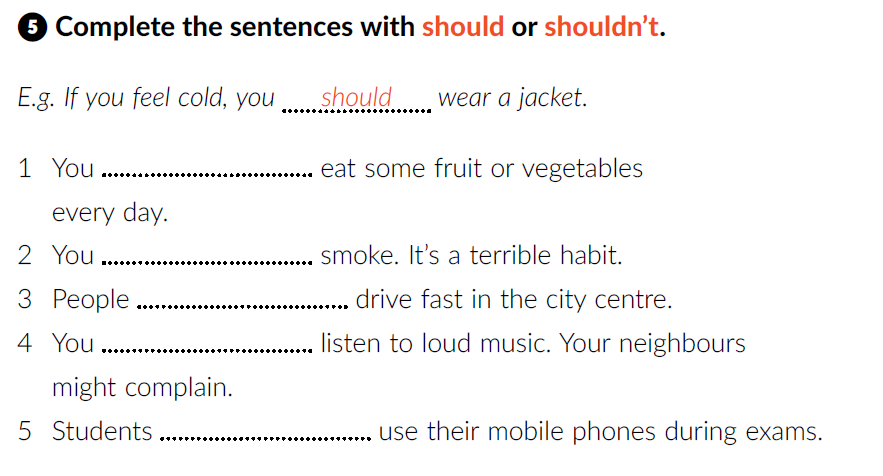 5 Complete the sentences with should or shouldn’t.
E.g. If you feel cold, you should wear a jacket.
1 You ............................ eat some fruit or vegetables
every day.
2 You ............................ smoke. It’s a terrible habit.
3 People ............................ drive fast in the city centre.
4 You ............................ listen to loud music. Your neighbours
might complain.
5 Students ............................ use their mobile phones during exams.